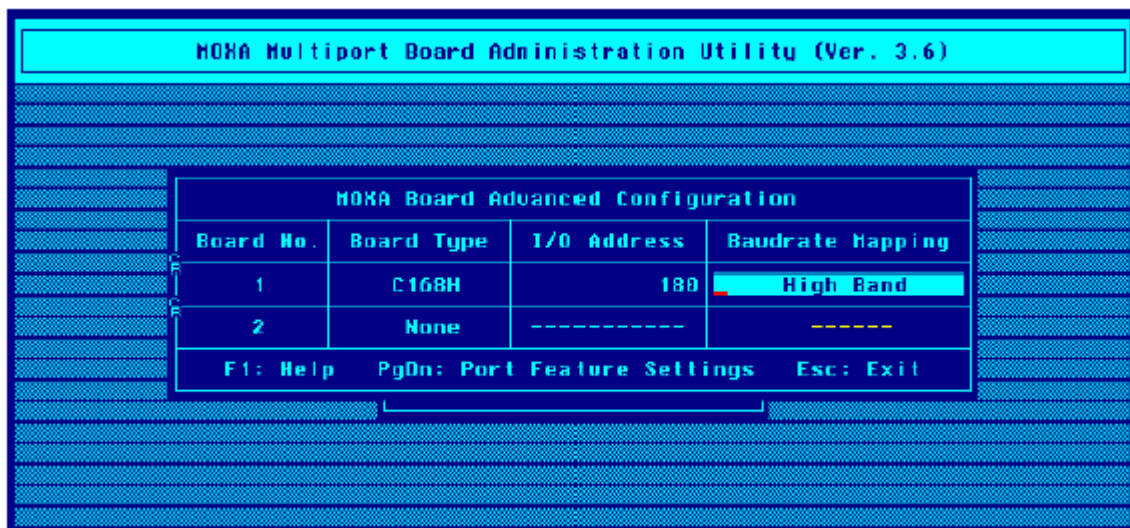 MOXA Multiport Board Administration Utility (Ver. 3.6)
MOXA Board Advanced Configuration
Board No. Board Type I/O Address Baudrate Mapping
1 C168H 180 High Band
2 None ----------- ------
F1: Help PgDn: Port Feature Settings Esc: Exit